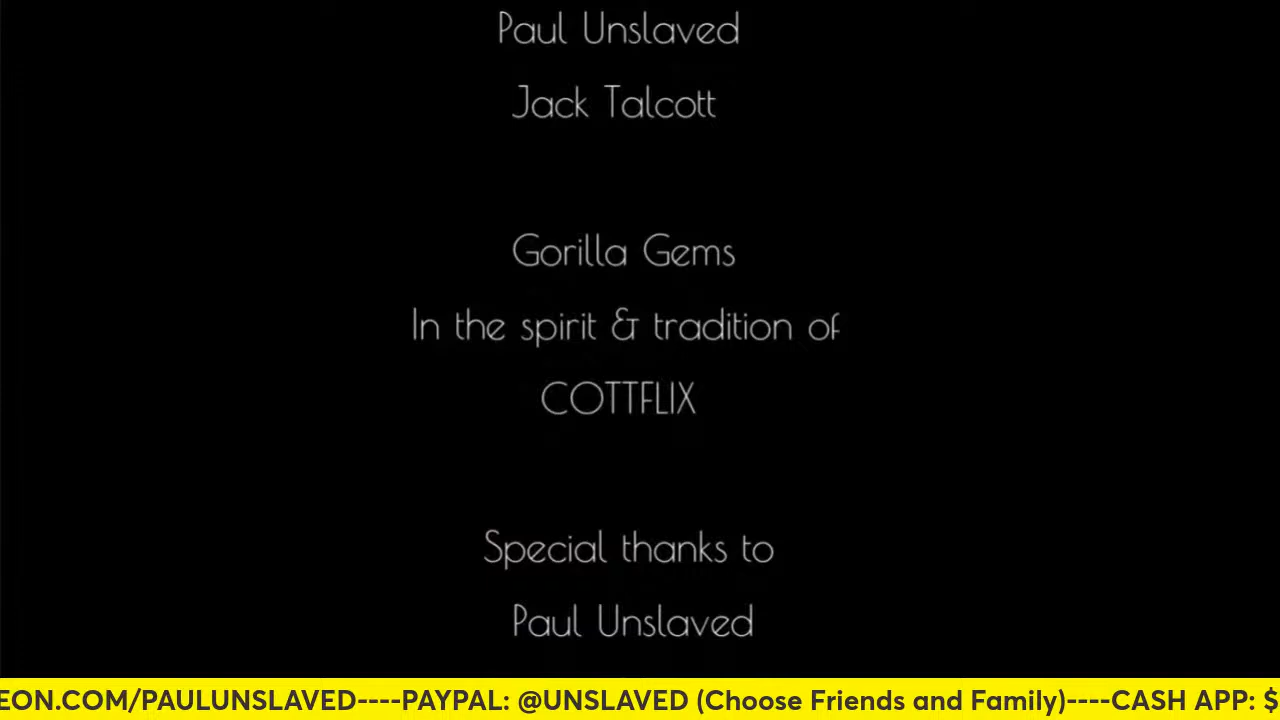 Paul Unslaved
Jack Talcott
Gorilla Gems
In the spirit & tradition of
COTTFLIX
Special thanks to
Paul Unslaved
EON.COM/PAULUNSLAVED----PAYPAL: @UNSLAVED (Choose Friends and Family)----CASH APP: $